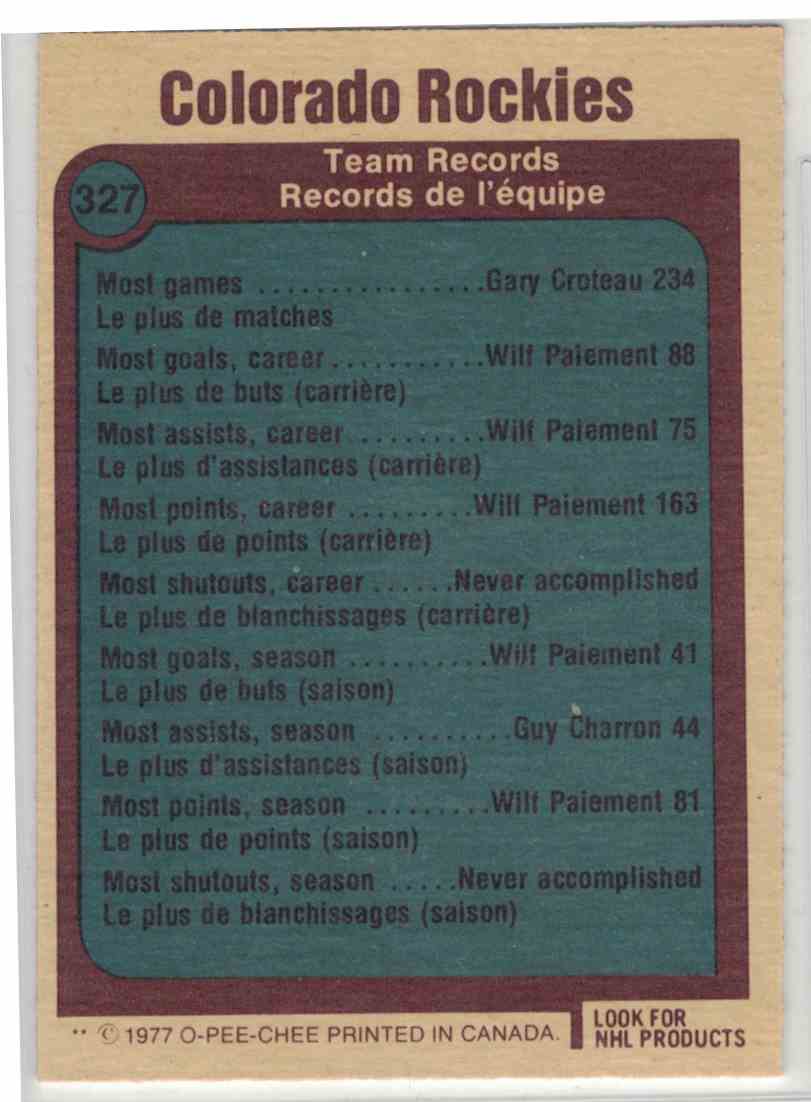 Colorado Rockies
Team Records
Records de l'équipe
327
Most games ................Gary Croteau 234
Le plus de matches
Most goals, career...........Wilf Paiement 88
Le plus de buts (carrière)
Most assists, career .........Wilf Paiement 75
Le plus d'assistances (carrière)
Most points, career .........Wilf Paiement 163
Le plus de points (carrière)
Most shutouts, career ......Never accomplished
Le plus de blanchissages (carrière)
Most goals, season ..........Wilf Paiement 41
Le plus de buts (saison)
Most assists, season ..........Guy Charron 44
Le plus d'assistances (saison)
Most points, season .........Wilf Paiement 81
Le plus de points (saison)
Most shutouts, season .....Never accomplished
Le plus de blanchissages (saison)
** © 1977 O-PEE-CHEE PRINTED IN CANADA.
LOOK FOR
NHL PRODUCTS